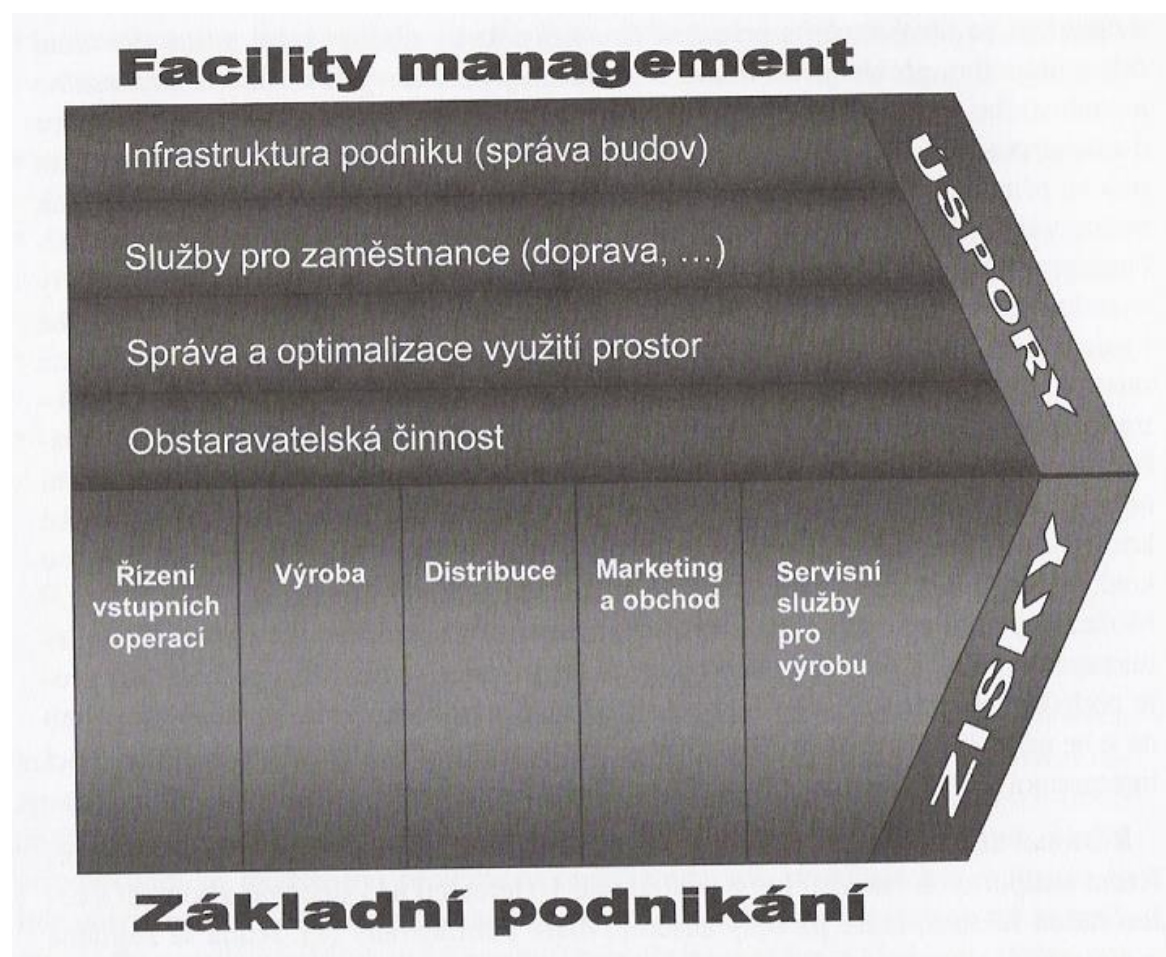 Facility management
Infrastruktura podniku (správa budov)
Služby pro zaměstnance (doprava, ...)
Správa a optimalizace využití prostor
Obstaravatelská činnost
USPORY
Řízení
vstupních
operací
Výroba
Distribuce
Marketing
a obchod
Servisní
služby
pro
výrobu
ZISKY
Základní podnikání